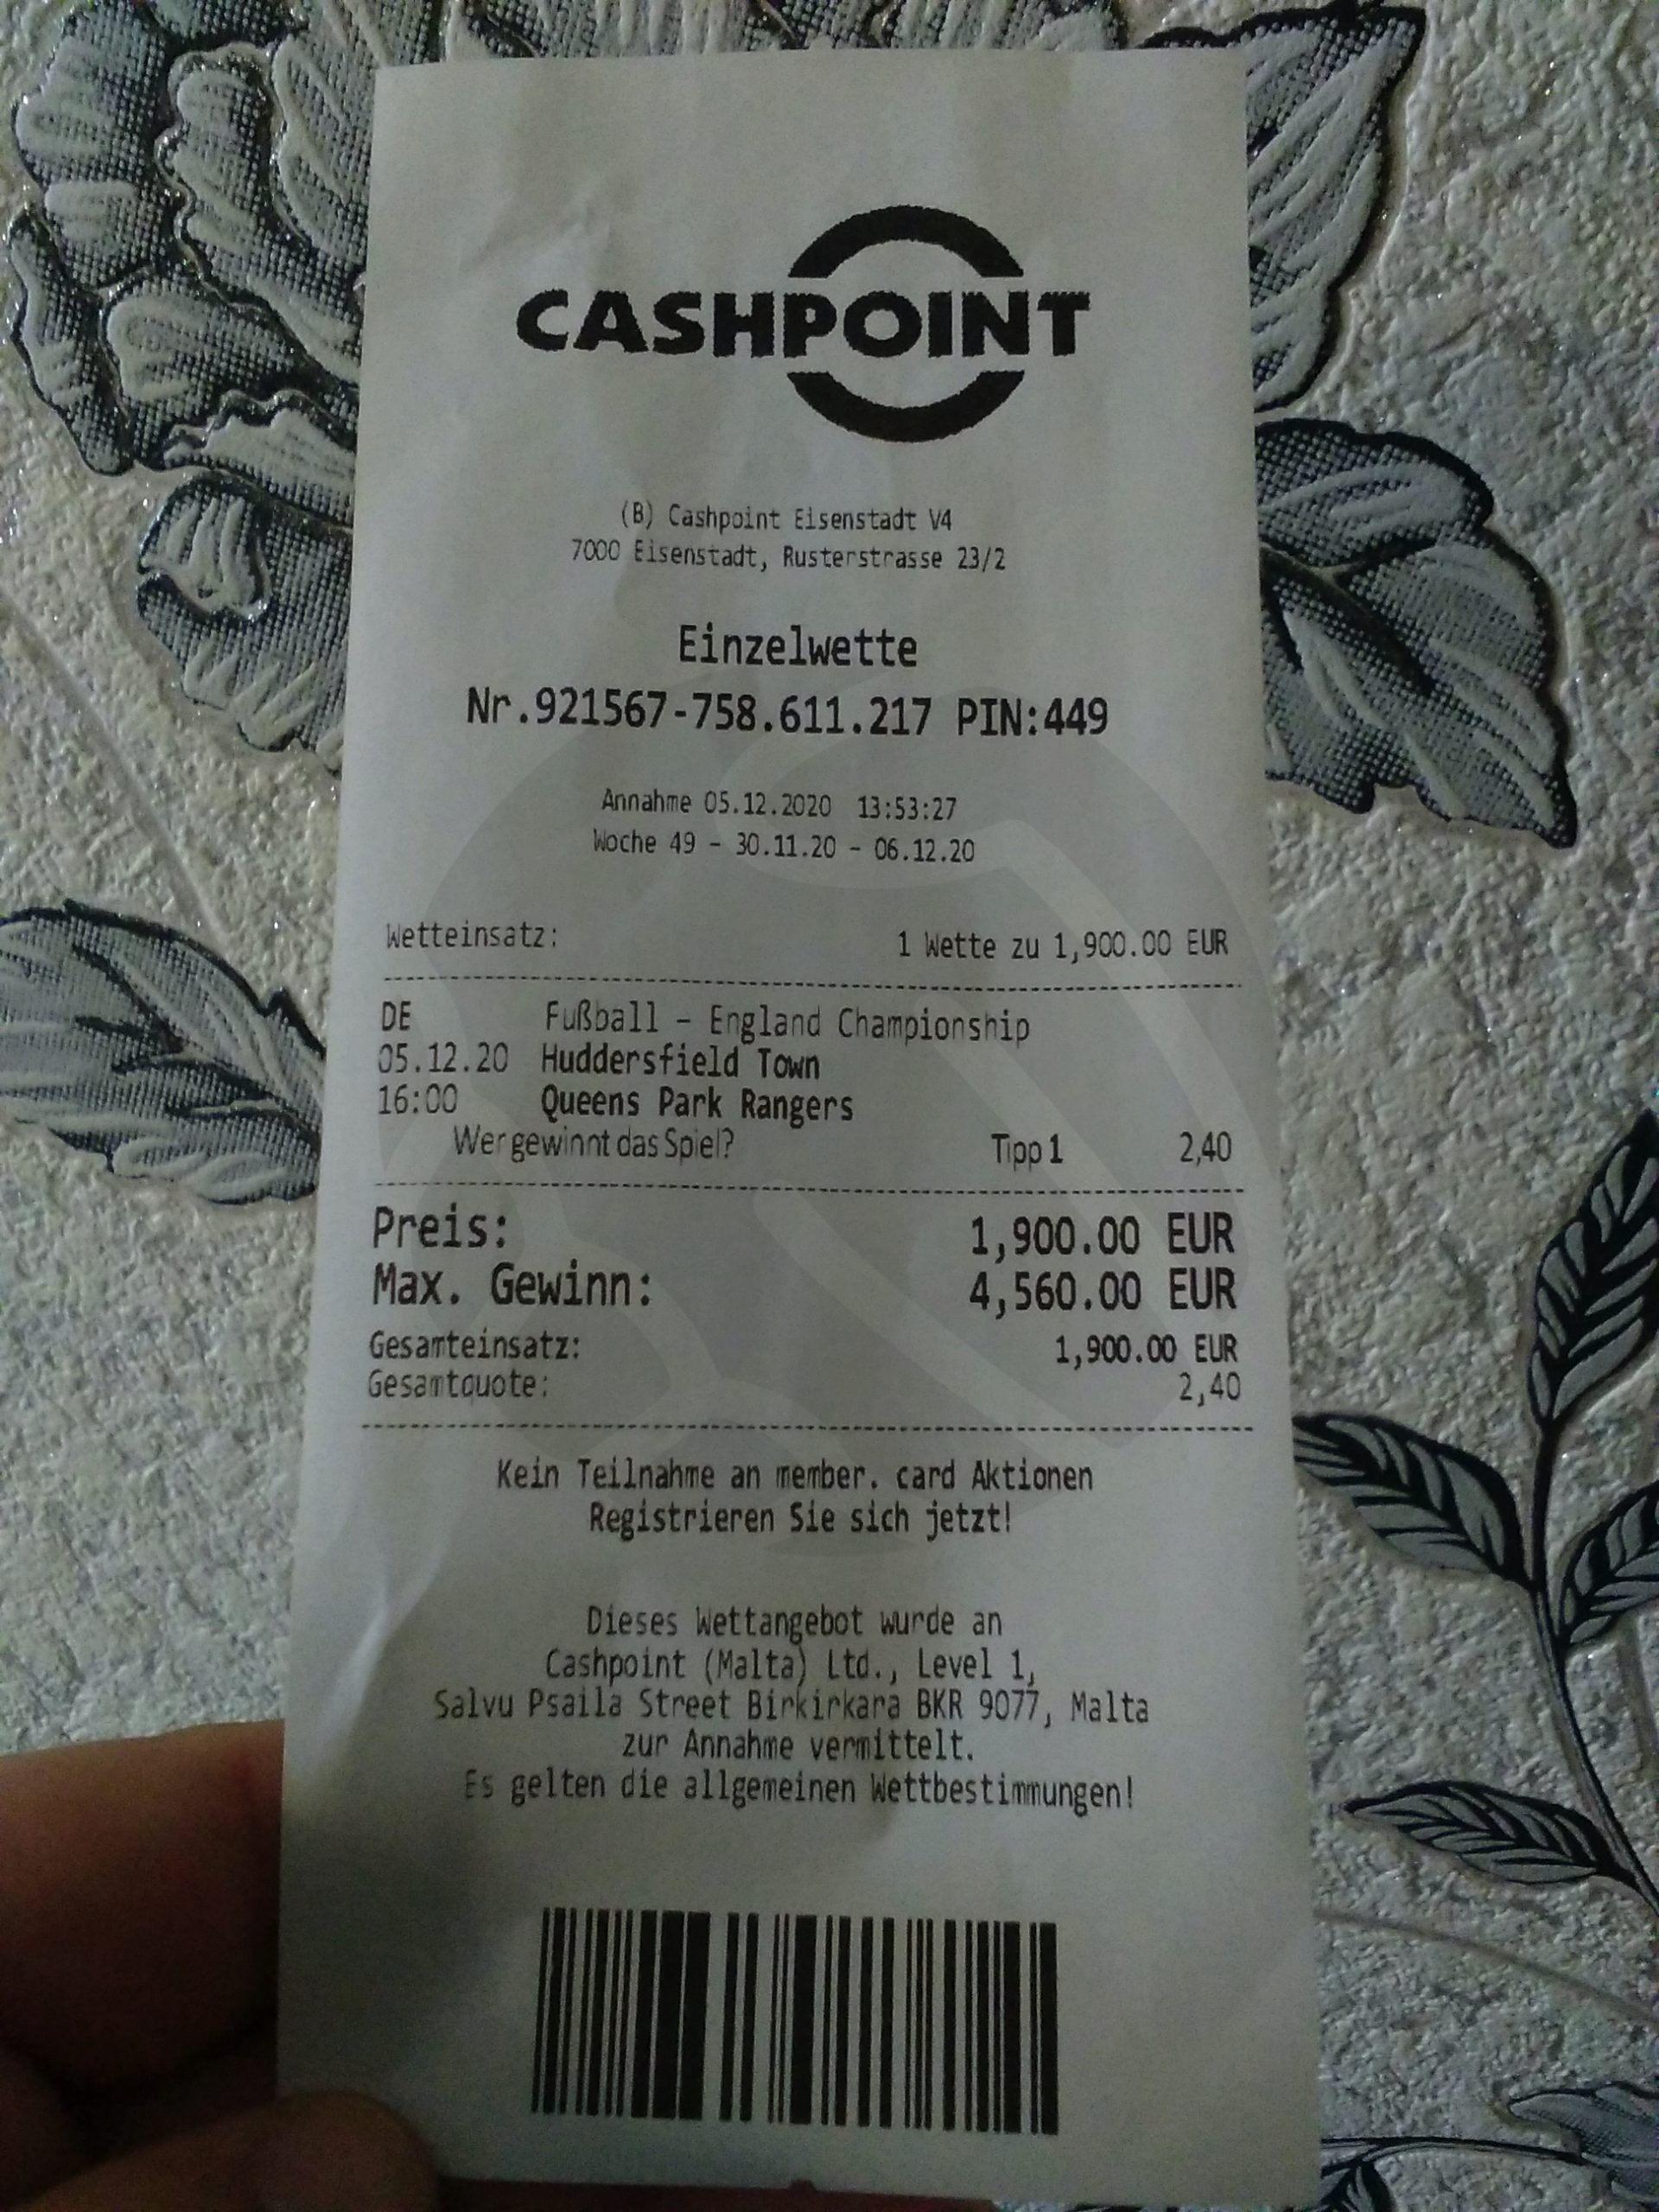 CASHPOINT
(B) Cashpoint Eisenstadt V4
7000 Eisenstadt, Rusterstrasse 23/2
Einzelwette
Nr.921567-758.611.217 PIN:449
Annahme 05.12.2020 13:53:27
Woche 49 - 30.11.20 - 06.12.20
Wetteinsatz: 1 Wette zu 1,900.00 EUR
DE Fußball - England Championship
05.12.20 Huddersfield Town
16:00 Queens Park Rangers
Wer gewinnt das Spiel? Tipp 1 2,40
Preis: 1,900.00 EUR
Max. Gewinn: 4,560.00 EUR
Gesamteinsatz: 1,900.00 EUR
Gesamtquote: 2,40
Kein Teilnahme an member. card Aktionen
Registrieren Sie sich jetzt!
Dieses Wettangebot wurde an
Cashpoint (Malta) Ltd., Level 1,
Salvu Psaila Street Birkirkara BKR 9077, Malta
zur Annahme vermittelt.
Es gelten die allgemeinen Wettbestimmungen!